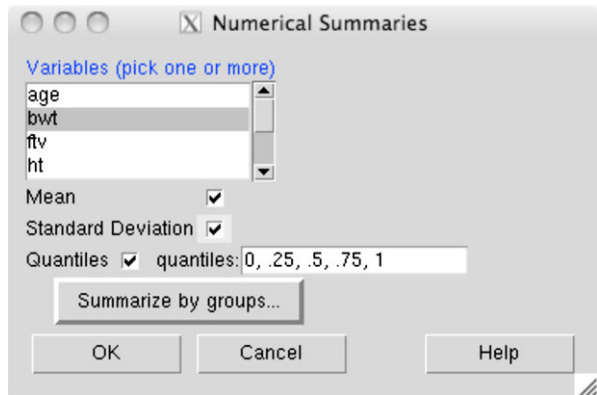 Numerical Summaries
Variables (pick one or more)
age
bwt
ftv
ht
Mean
Standard Deviation
Quantiles quantiles: 0, .25, .5, .75, 1
Summarize by groups...
OK Cancel Help